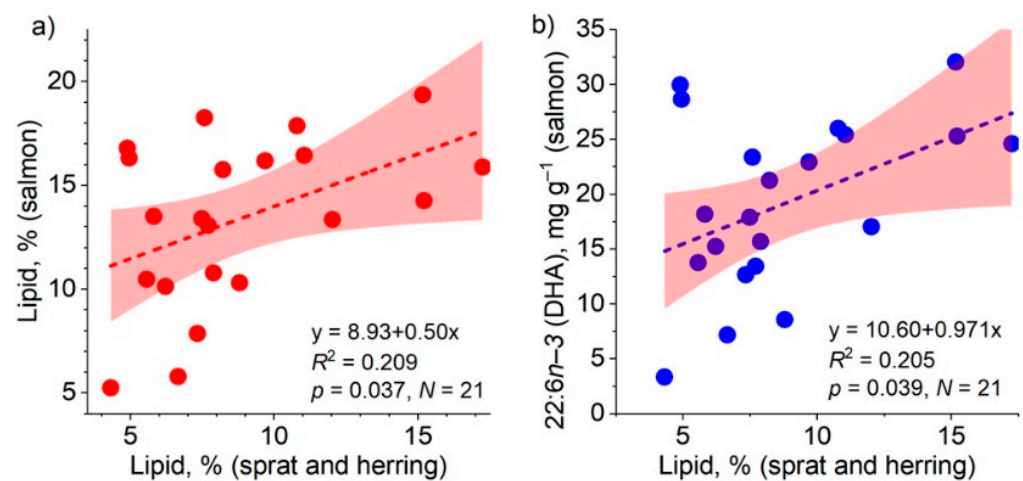 a)
Lipid, % (salmon)
20
15
10
5
y = 8.93+0.50x
R² = 0.209
p = 0.037, N = 21
5 10 15
Lipid, % (sprat and herring)
b)
22:6n–3 (DHA), mg g⁻¹ (salmon)
35
30
25
20
15
10
5
0
y = 10.60+0.971x
R² = 0.205
p = 0.039, N = 21
5 10 15
Lipid, % (sprat and herring)